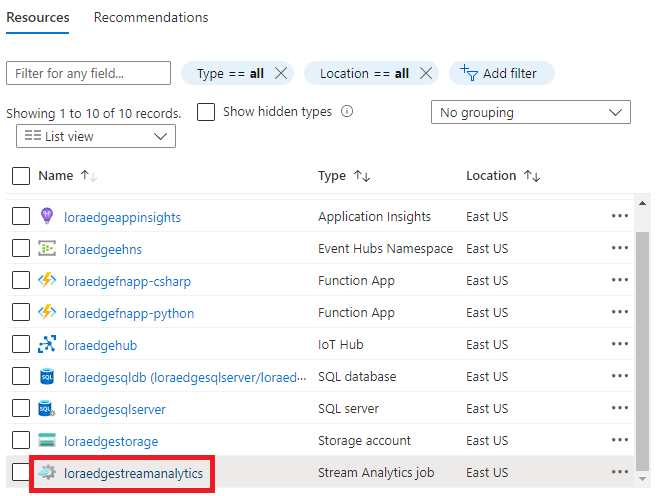 Resources Recommendations
Filter for any field... Type == all Location == all Add filter
Showing 1 to 10 of 10 records. Show hidden types No grouping
List view
Name Type Location
loraedgeappinsights Application Insights East US
loraedgeehns Event Hubs Namespace East US
loraedgefnapp-csharp Function App East US
loraedgefnapp-python Function App East US
loraedgehub IoT Hub East US
loraedgesqldb (loraedgesqlserver/loraed··· SQL database East US
loraedgesqlserver SQL server East US
loraedgestorage Storage account East US
loraedgestreamanalytics Stream Analytics job East US